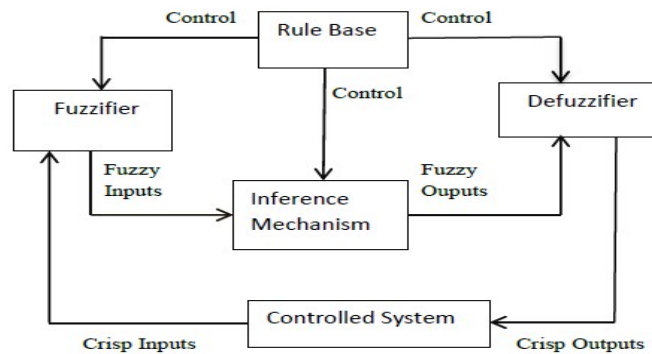 Control
Rule Base
Control
Control
Fuzzifier
Defuzzifier
Fuzzy
Inputs
Fuzzy
Ouputs
Inference
Mechanism
Controlled System
Crisp Inputs
Crisp Outputs